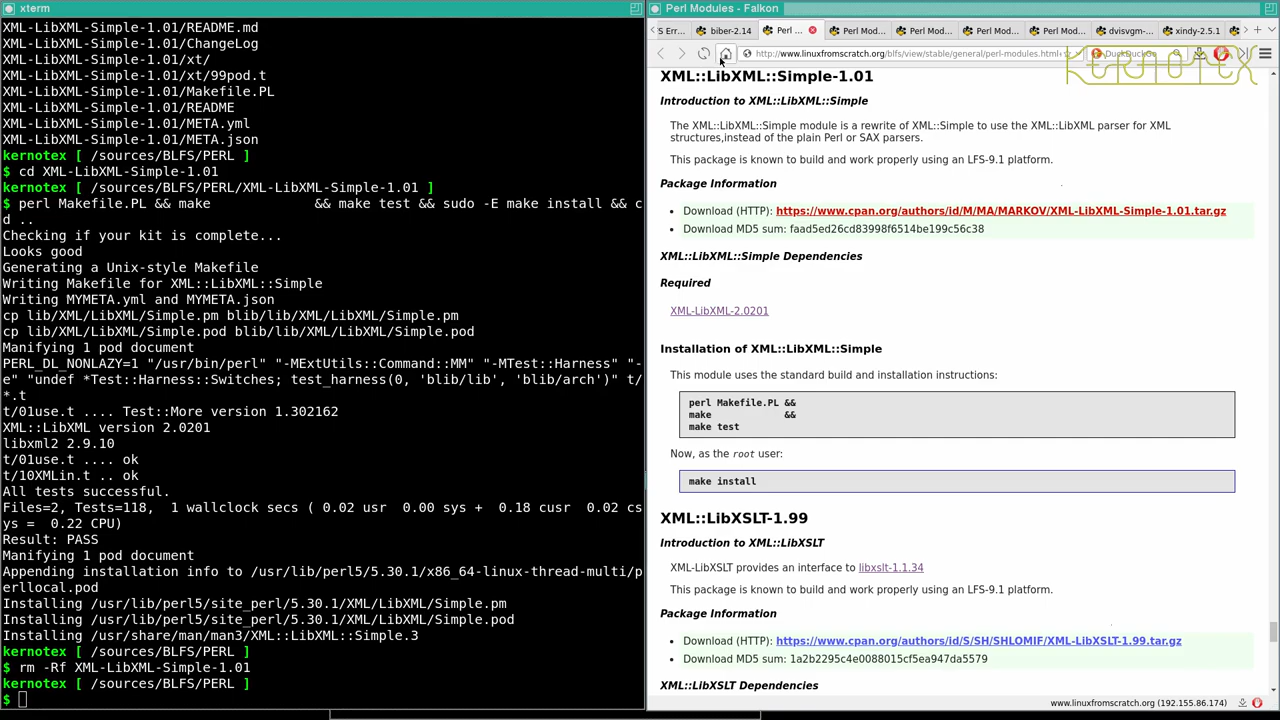 xterm
XML-LibXML-Simple-1.01/README.md
XML-LibXML-Simple-1.01/ChangeLog
XML-LibXML-Simple-1.01/xt/
XML-LibXML-Simple-1.01/xt/99pod.t
XML-LibXML-Simple-1.01/Makefile.PL
XML-LibXML-Simple-1.01/README
XML-LibXML-Simple-1.01/META.yml
XML-LibXML-Simple-1.01/META.json
kernotex [ /sources/BLFS/PERL ]
$ cd XML-LibXML-Simple-1.01
kernotex [ /sources/BLFS/PERL/XML-LibXML-Simple-1.01 ]
$ perl Makefile.PL && make             && make test && sudo -E make install && c
d ..
Checking if your kit is complete...
Looks good
Generating a Unix-style Makefile
Writing Makefile for XML::LibXML::Simple
Writing MYMETA.yml and MYMETA.json
cp lib/XML/LibXML/Simple.pm blib/lib/XML/LibXML/Simple.pm
cp lib/XML/LibXML/Simple.pod blib/lib/XML/LibXML/Simple.pod
Manifying 1 pod document
PERL_DL_NONLAZY=1 "/usr/bin/perl" "-MExtUtils::Command::MM" "-MTest::Harness" "-
e" "undef *Test::Harness::Switches; test_harness(0, 'blib/lib', 'blib/arch')" t/
*.t
t/01use.t .... Test::More version 1.302162
XML::LibXML version 2.0201
libxml2 2.9.10
t/01use.t .... ok
t/10XMLin.t .. ok
All tests successful.
Files=2, Tests=118,  1 wallclock secs ( 0.02 usr  0.00 sys +  0.18 cusr  0.02 cs
ys =  0.22 CPU)
Result: PASS
Manifying 1 pod document
Appending installation info to /usr/lib/perl5/5.30.1/x86_64-linux-thread-multi/p
erllocal.pod
Installing /usr/lib/perl5/site_perl/5.30.1/XML/LibXML/Simple.pm
Installing /usr/lib/perl5/site_perl/5.30.1/XML/LibXML/Simple.pod
Installing /usr/share/man/man3/XML::LibXML::Simple.3
kernotex [ /sources/BLFS/PERL ]
$ rm -Rf XML-LibXML-Simple-1.01
kernotex [ /sources/BLFS/PERL ]
$
Perl Modules - Falkon
S Err... biber-2.14 Perl ... Perl Mod... Perl Mod... Perl Mod... Perl Mod... dvisvgm-... xindy-2.5.1
http://www.linuxfromscratch.org/blfs/view/stable/general/perl-modules.html DuckDuckGo
KERNOTEX
XML::LibXML::Simple-1.01
Introduction to XML::LibXML::Simple
The XML::LibXML::Simple module is a rewrite of XML::Simple to use the XML::LibXML parser for XML
structures,instead of the plain Perl or SAX parsers.
This package is known to build and work properly using an LFS-9.1 platform.
Package Information
• Download (HTTP): https://www.cpan.org/authors/id/M/MA/MARKOV/XML-LibXML-Simple-1.01.tar.gz
• Download MD5 sum: faad5ed26cd83998f6514be199c56c38
XML::LibXML::Simple Dependencies
Required
XML-LibXML-2.0201
Installation of XML::LibXML::Simple
This module uses the standard build and installation instructions:
perl Makefile.PL &&
make             &&
make test
Now, as the root user:
make install
XML::LibXSLT-1.99
Introduction to XML::LibXSLT
XML-LibXSLT provides an interface to libxslt-1.1.34
This package is known to build and work properly using an LFS-9.1 platform.
Package Information
• Download (HTTP): https://www.cpan.org/authors/id/S/SH/SHLOMIF/XML-LibXSLT-1.99.tar.gz
• Download MD5 sum: 1a2b2295c4e0088015cf5ea947da5579
XML::LibXSLT Dependencies
www.linuxfromscratch.org (192.155.86.174)